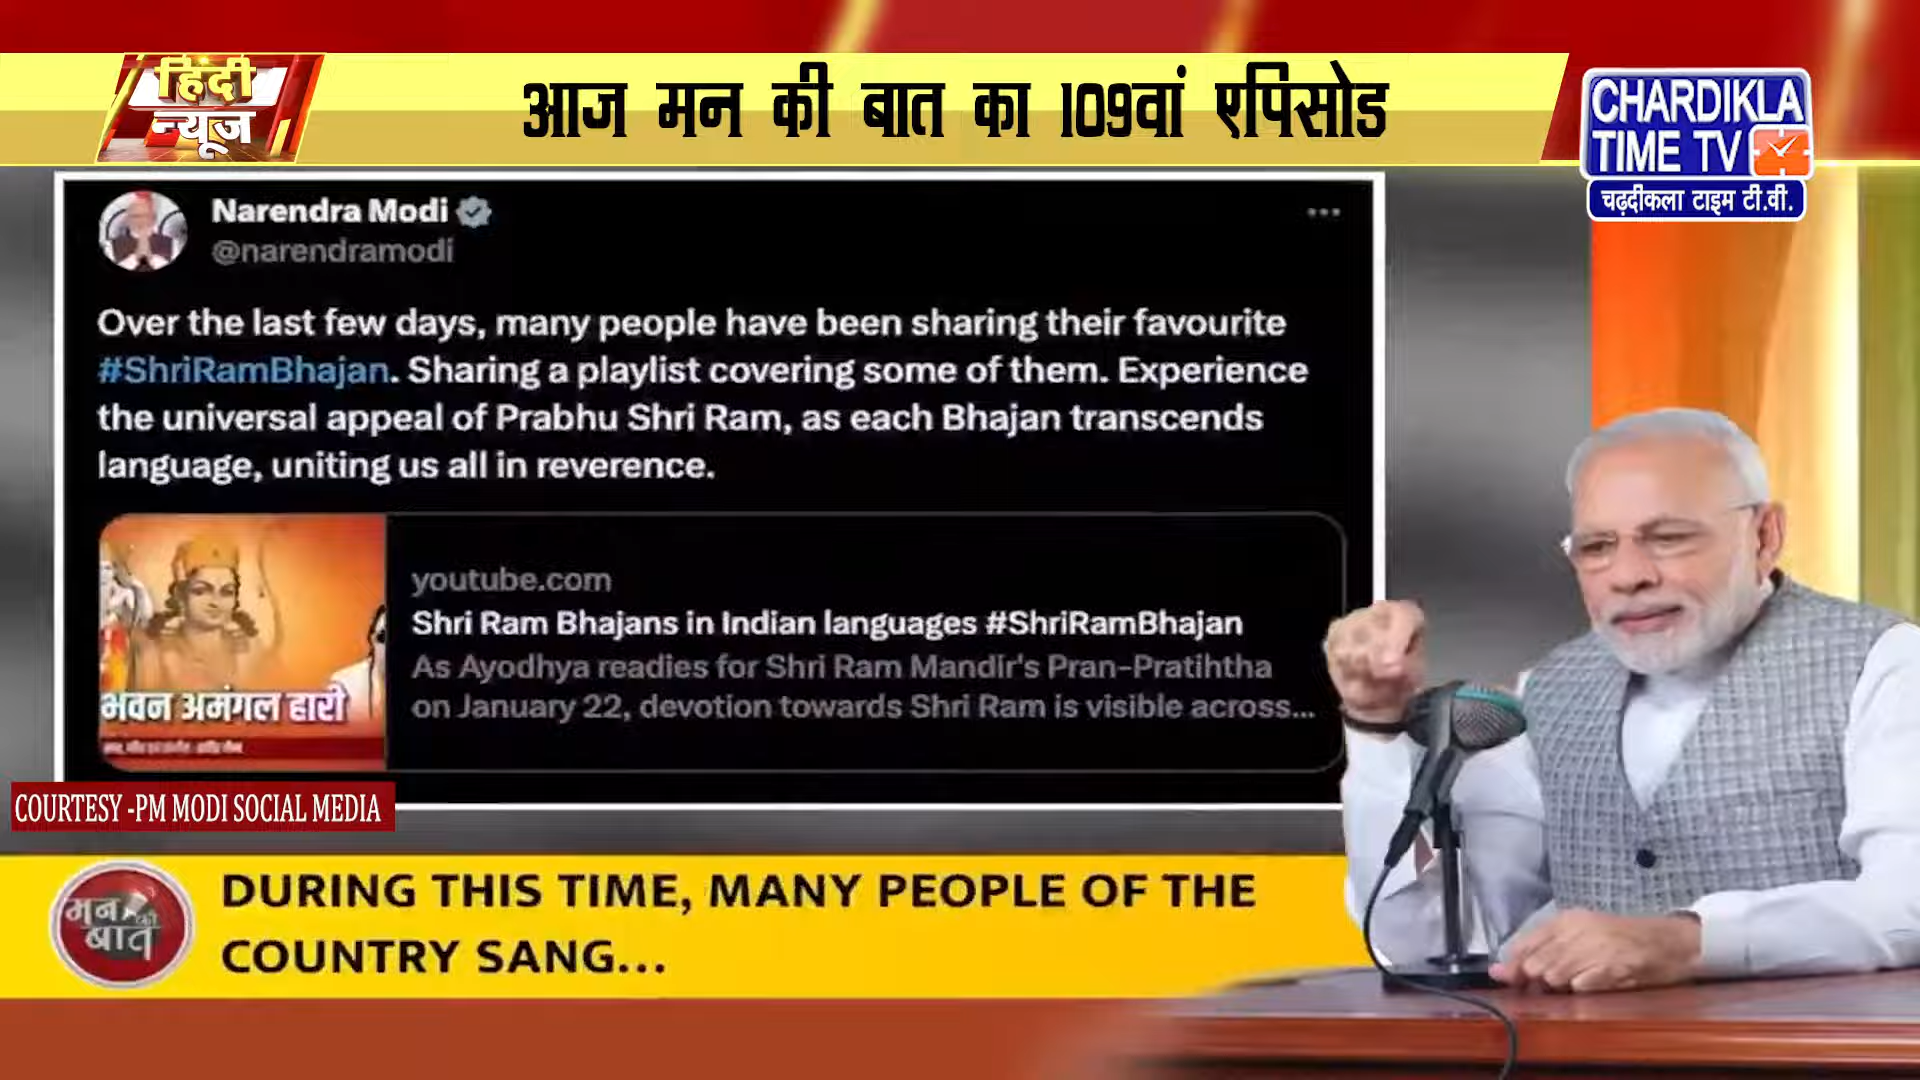 हिंदी
न्यूज
आज मन की बात का 109वां एपिसोड
CHARDIKLA
TIME TV
चढ़दीकला टाइम टी.वी.
Narendra Modi
@narendramodi
Over the last few days, many people have been sharing their favourite
#ShriRamBhajan. Sharing a playlist covering some of them. Experience
the universal appeal of Prabhu Shri Ram, as each Bhajan transcends
language, uniting us all in reverence.
youtube.com
Shri Ram Bhajans in Indian languages #ShriRamBhajan
As Ayodhya readies for Shri Ram Mandir's Pran-Pratihtha
on January 22, devotion towards Shri Ram is visible across...
भवन अमंगल हारी
COURTESY -PM MODI SOCIAL MEDIA
मन की
बात
DURING THIS TIME, MANY PEOPLE OF THE
COUNTRY SANG...